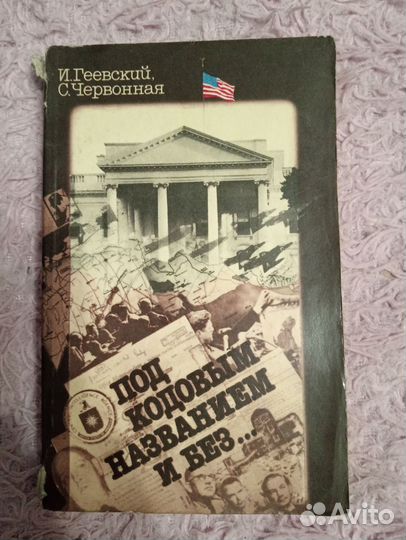 И.Геевский,
С.Червонная
ПОД
КОДОВЫМ
НАЗВАНИЕМ
И БЕЗ...
Avito